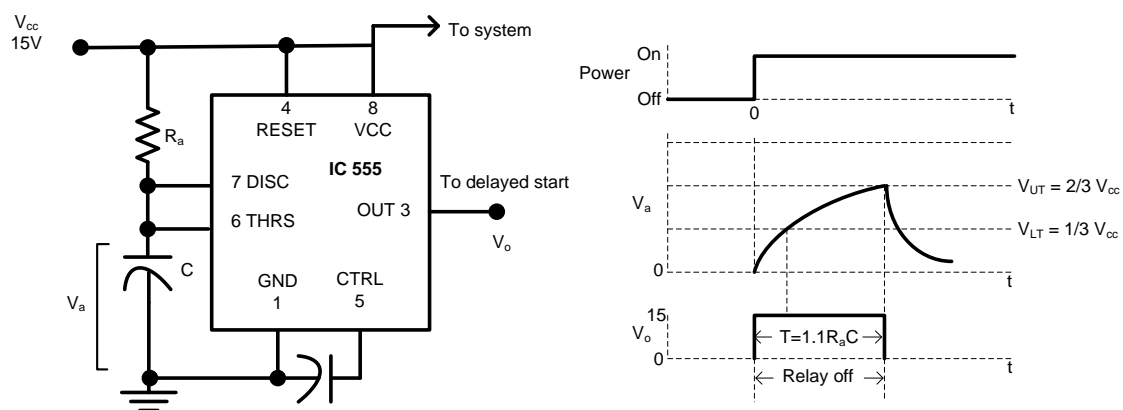 Vcc
15V
To system
4
8
RESET
VCC
Ra
IC 555
7 DISC
To delayed start
OUT 3
6 THRS
Vo
C
GND
CTRL
1
5
Va
On
Power
Off
0
t
VUT = 2/3 Vcc
Va
VLT = 1/3 Vcc
0
t
15
Vo
T=1.1RaC
0
t
Relay off